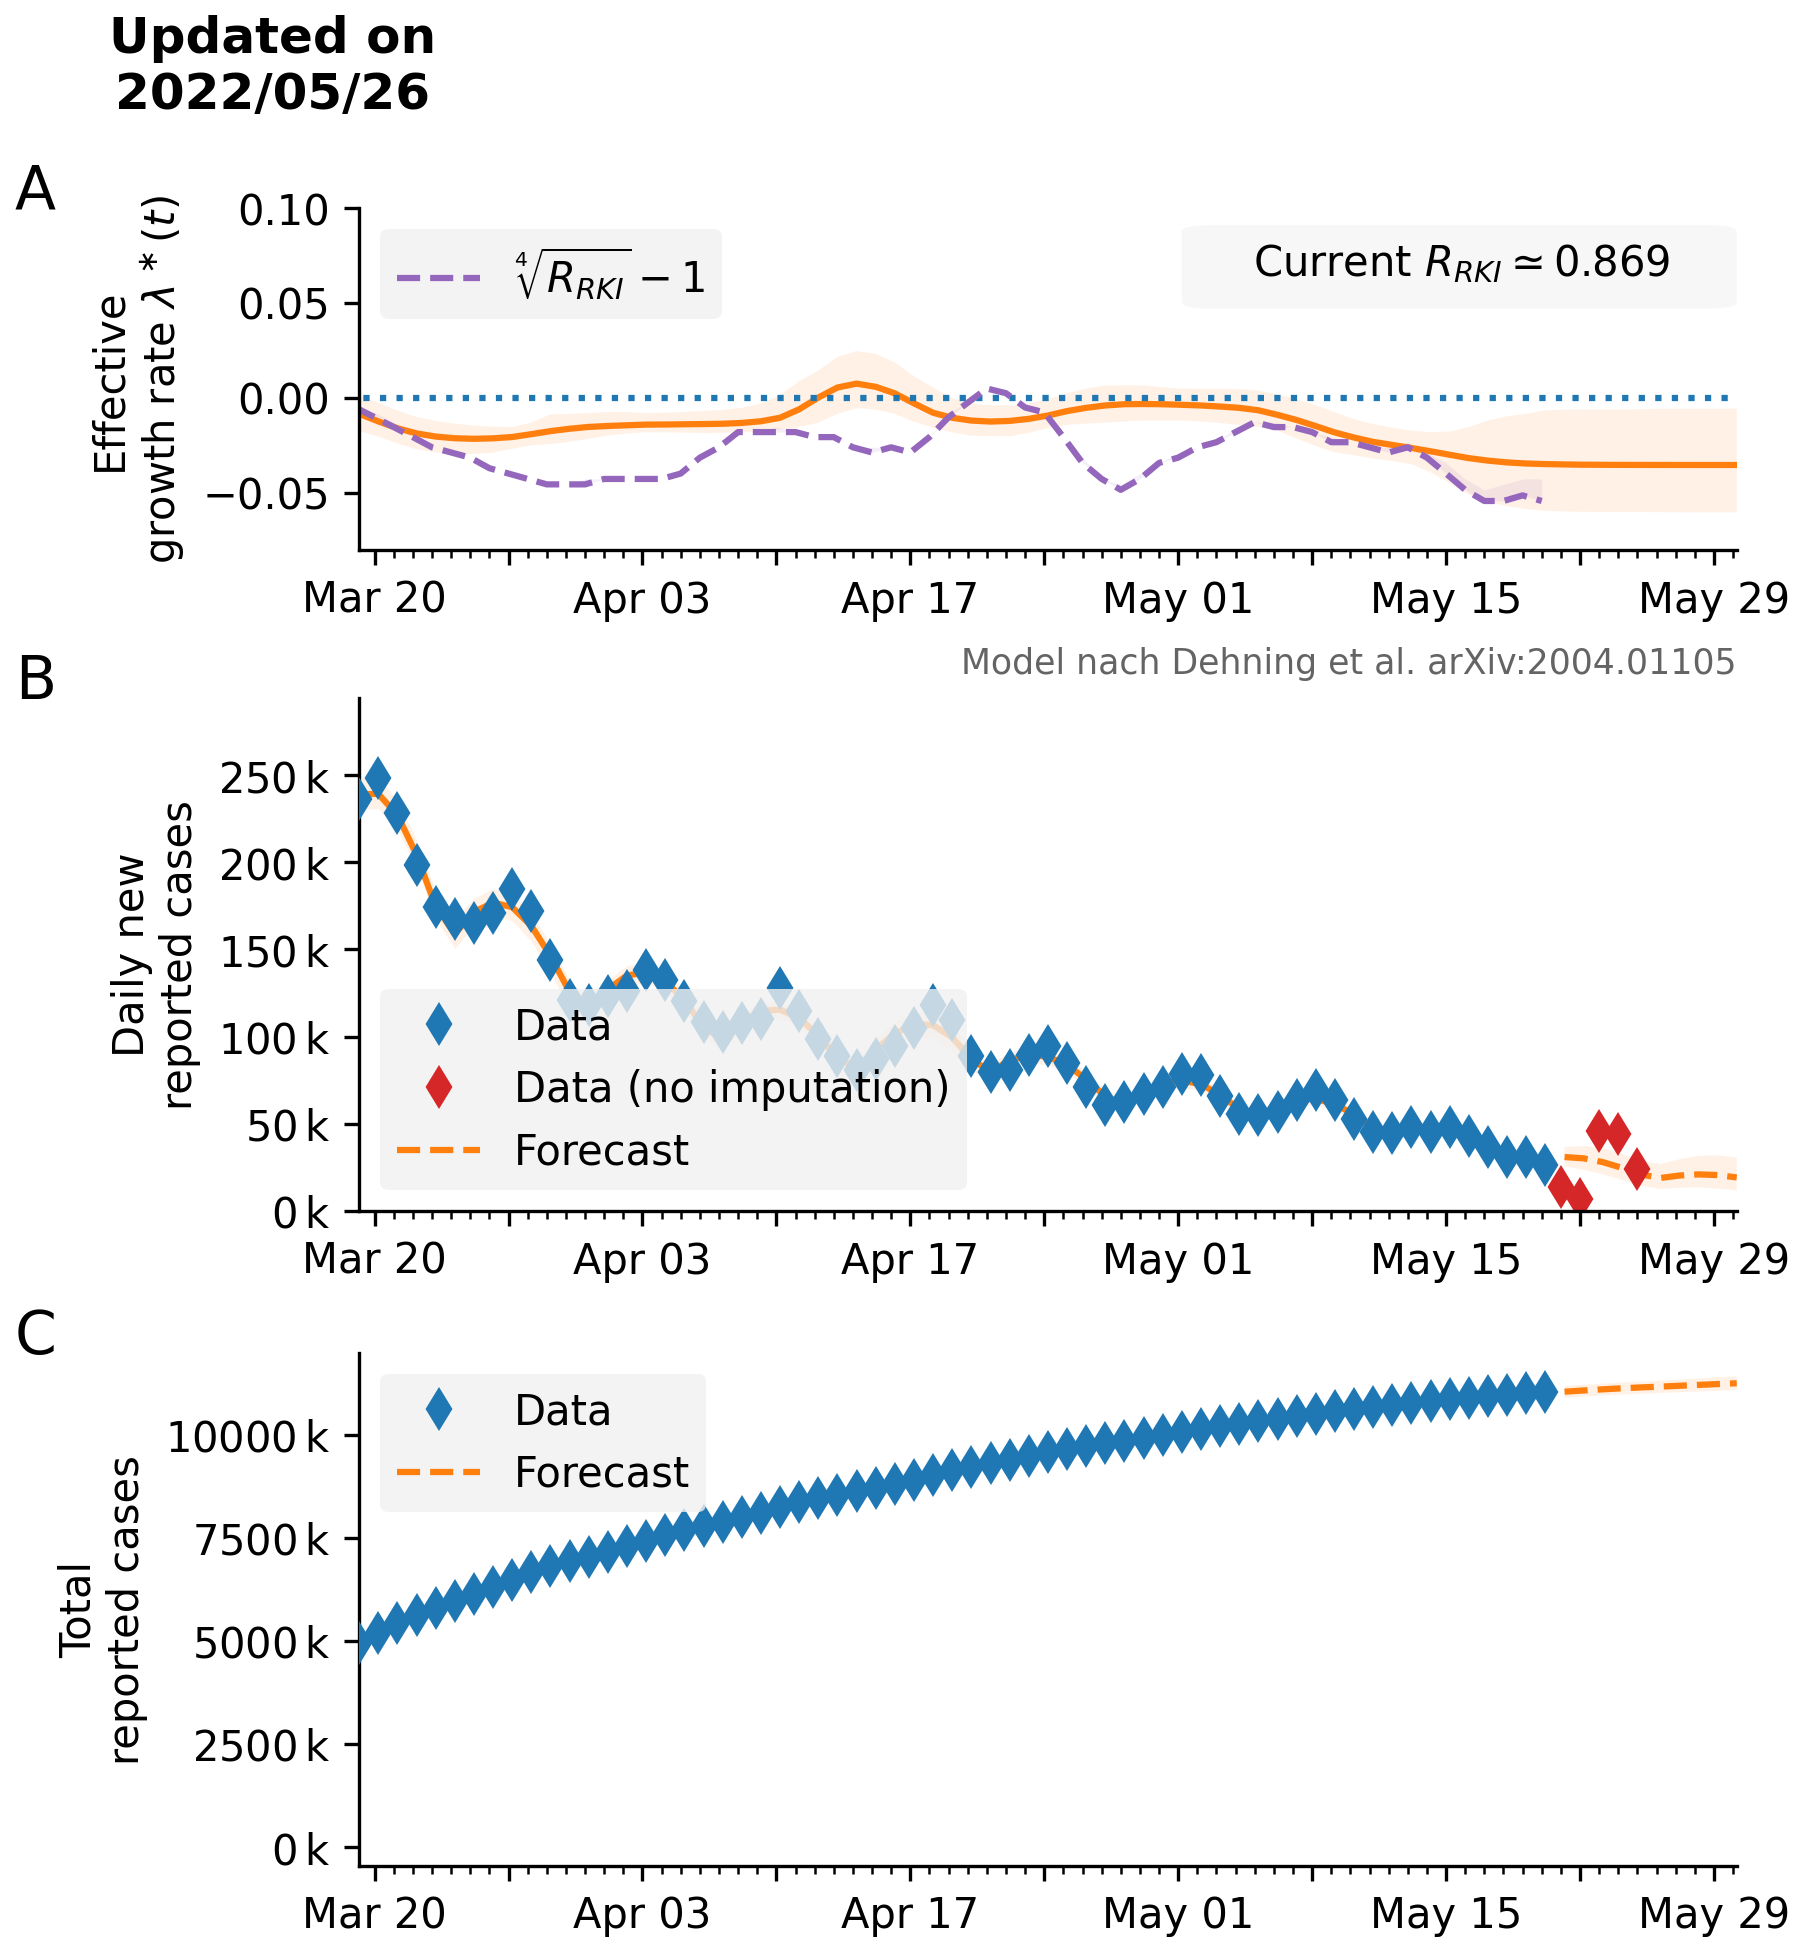 Updated on
2022/05/26
A
Effective
growth rate λ * (t)
0.10
0.05
0.00
−0.05
∜R_RKI − 1
Current R_RKI ≃ 0.869
Mar 20
Apr 03
Apr 17
May 01
May 15
May 29
Model nach Dehning et al. arXiv:2004.01105
B
Daily new
reported cases
250 k
200 k
150 k
100 k
50 k
0 k
Data
Data (no imputation)
Forecast
Mar 20
Apr 03
Apr 17
May 01
May 15
May 29
C
Total
reported cases
10000 k
7500 k
5000 k
2500 k
0 k
Data
Forecast
Mar 20
Apr 03
Apr 17
May 01
May 15
May 29